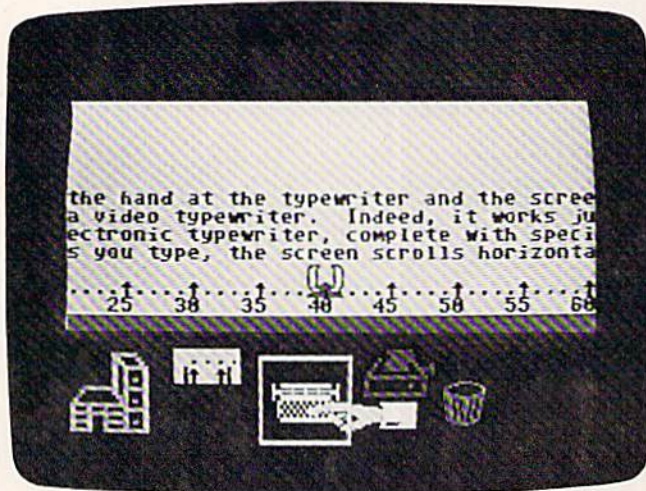 the hand at the typewriter and the scree
a video typewriter. Indeed, it works ju
ectronic typewriter, complete with speci
s you type, the screen scrolls horizonta
25 30 35 40 45 50 55 60